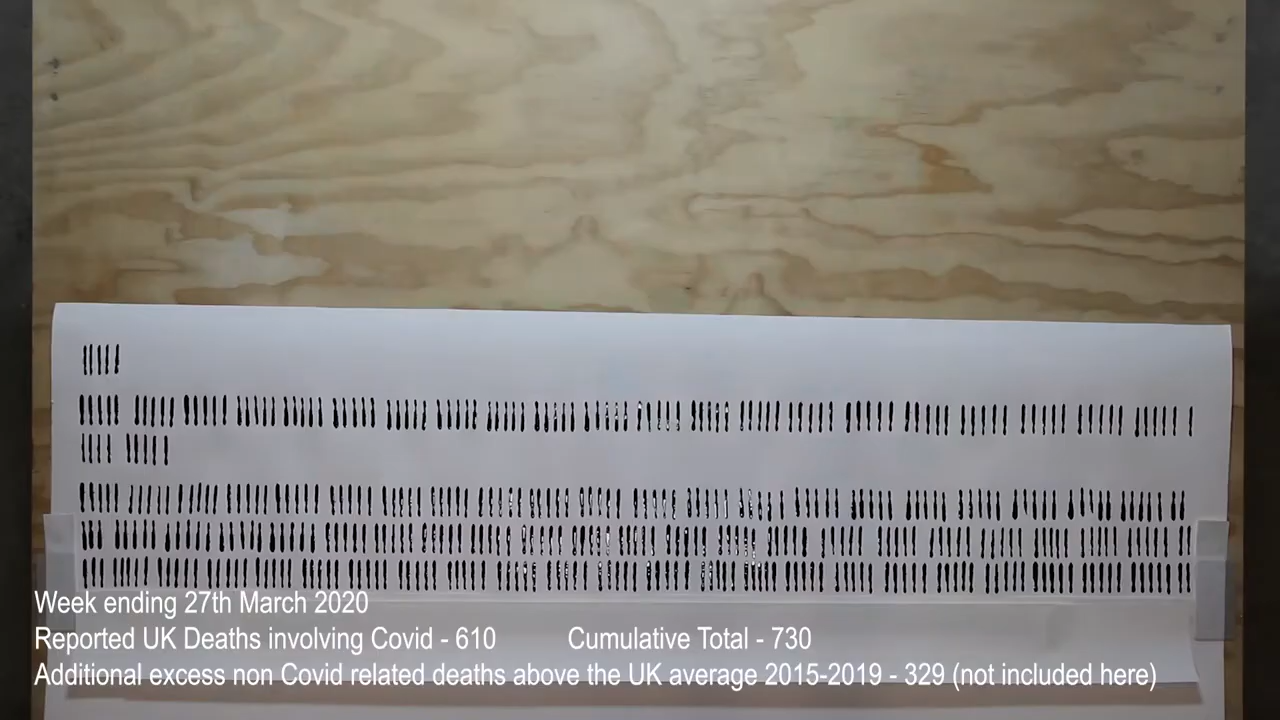 Week ending 27th March 2020
Reported UK Deaths involving Covid - 610 Cumulative Total - 730
Additional excess non Covid related deaths above the UK average 2015-2019 - 329 (not included here)